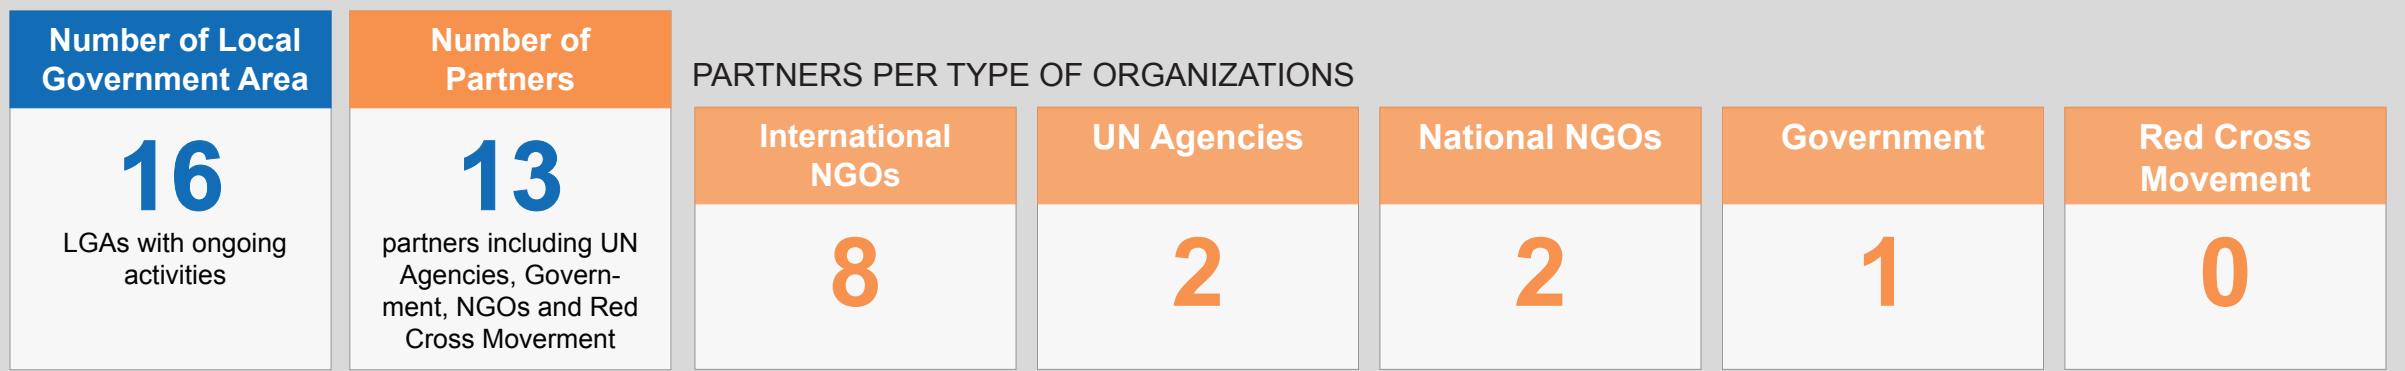 Number of Local
Government Area
16
LGAs with ongoing
activities
Number of
Partners
13
partners including UN
Agencies, Govern-
ment, NGOs and Red
Cross Moverment
PARTNERS PER TYPE OF ORGANIZATIONS
International
NGOs
8
UN Agencies
2
National NGOs
2
Government
1
Red Cross
Movement
0